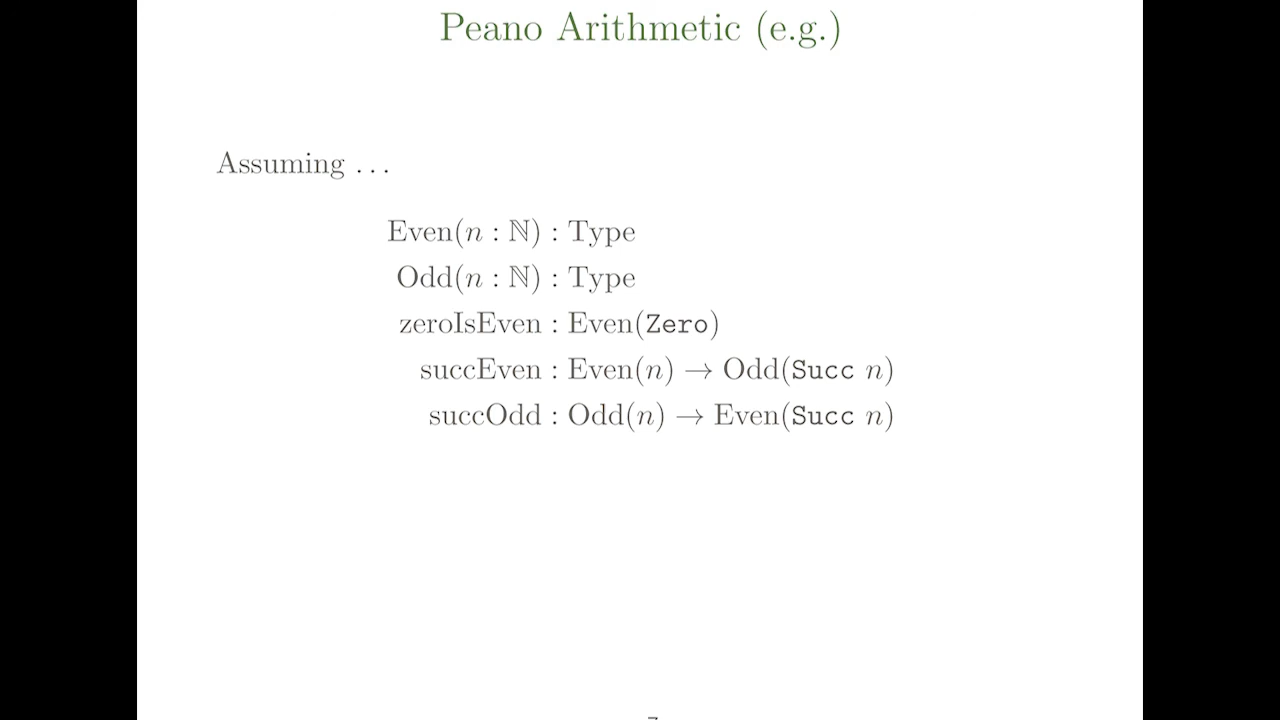 Peano Arithmetic (e.g.)
Assuming ...
Even(n : ℕ) : Type
Odd(n : ℕ) : Type
zeroIsEven : Even(Zero)
succEven : Even(n) → Odd(Succ n)
succOdd : Odd(n) → Even(Succ n)